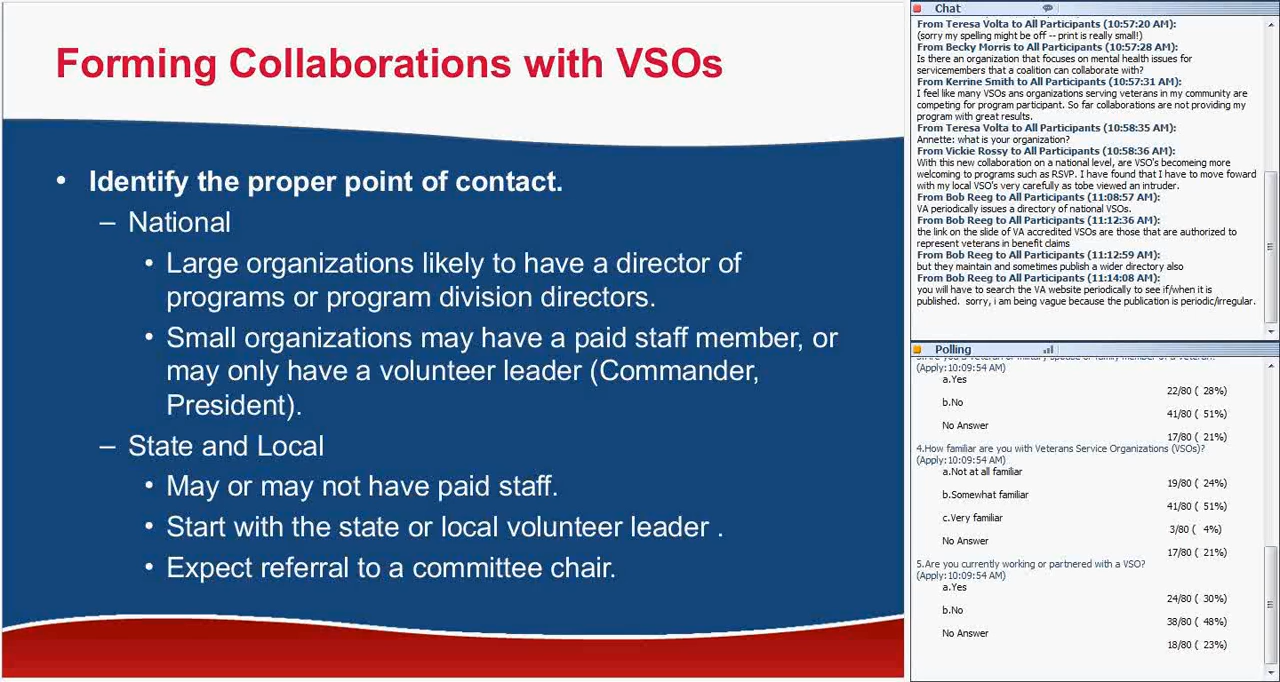 Forming Collaborations with VSOs
• Identify the proper point of contact.
– National
• Large organizations likely to have a director of
programs or program division directors.
• Small organizations may have a paid staff member, or
may only have a volunteer leader (Commander,
President).
– State and Local
• May or may not have paid staff.
• Start with the state or local volunteer leader .
• Expect referral to a committee chair.
Chat
From Teresa Volta to All Participants (10:57:20 AM):
(sorry my spelling might be off -- print is really small!)
From Becky Morris to All Participants (10:57:28 AM):
Is there an organization that focuses on mental health issues for
servicemembers that a coalition can collaborate with?
From Kerrine Smith to All Participants (10:57:31 AM):
I feel like many VSOs ans organizations serving veterans in my community are
competing for program participant. So far collaborations are not providing my
program with great results.
From Teresa Volta to All Participants (10:58:35 AM):
Annette: what is your organization?
From Vickie Rossy to All Participants (10:58:36 AM):
With this new collaboration on a national level, are VSO's becomeing more
welcoming to programs such as RSVP. I have found that I have to move foward
with my local VSO's very carefully as tobe viewed an intruder.
From Bob Reeg to All Participants (11:08:57 AM):
VA periodically issues a directory of national VSOs.
From Bob Reeg to All Participants (11:12:36 AM):
the link on the slide of VA accredited VSOs are those that are authorized to
represent veterans in benefit claims
From Bob Reeg to All Participants (11:12:59 AM):
but they maintain and sometimes publish a wider directory also
From Bob Reeg to All Participants (11:14:08 AM):
you will have to search the VA website periodically to see if/when it is
published. sorry, i am being vague because the publication is periodic/irregular.
Polling
(Apply:10:09:54 AM)
a.Yes
22/80 ( 28%)
b.No
41/80 ( 51%)
No Answer
17/80 ( 21%)
4.How familiar are you with Veterans Service Organizations (VSOs)?
(Apply:10:09:54 AM)
a.Not at all familiar
19/80 ( 24%)
b.Somewhat familiar
41/80 ( 51%)
c.Very familiar
3/80 ( 4%)
No Answer
17/80 ( 21%)
5.Are you currently working or partnered with a VSO?
(Apply:10:09:54 AM)
a.Yes
24/80 ( 30%)
b.No
38/80 ( 48%)
No Answer
18/80 ( 23%)